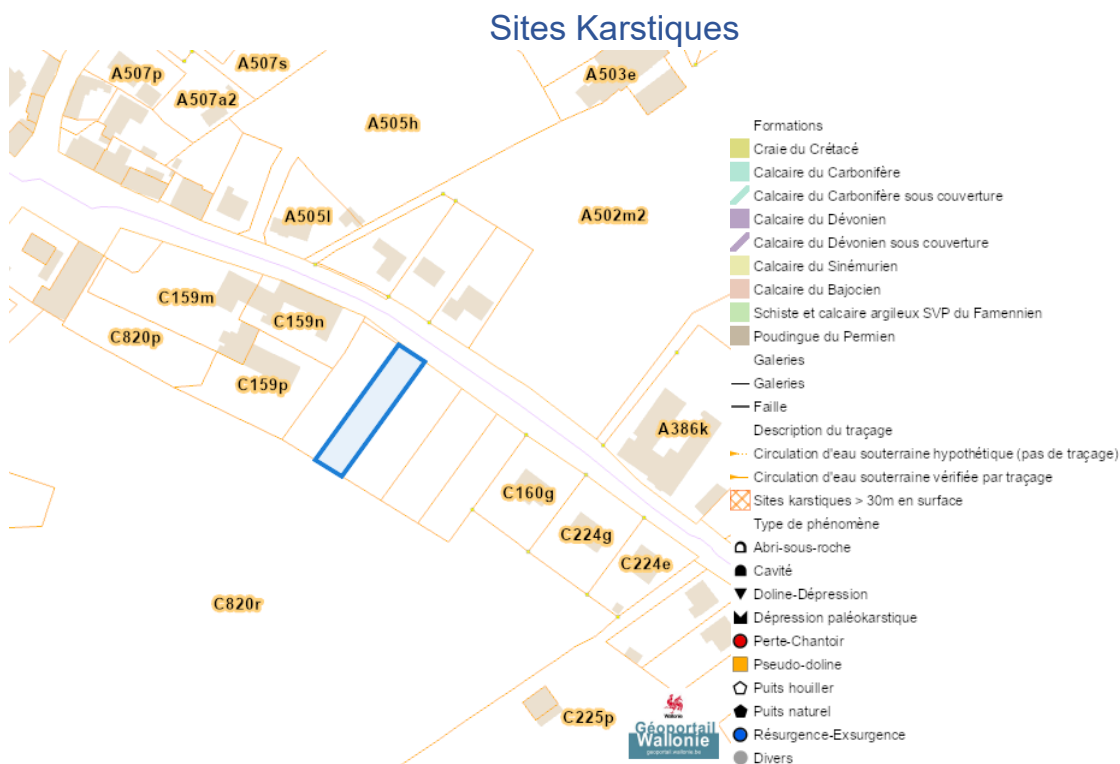 Sites Karstiques
A507s
A507p
A503e
A507a2
A505h
A505l
A502m2
C159m
C159n
C820p
C159p
A386k
C160g
C224g
C224e
C820r
C225p
Formations
Craie du Crétacé
Calcaire du Carbonifère
Calcaire du Carbonifère sous couverture
Calcaire du Dévonien
Calcaire du Dévonien sous couverture
Calcaire du Sinémurien
Calcaire du Bajocien
Schiste et calcaire argileux SVP du Famennien
Poudingue du Permien
Galeries
Galeries
Faille
Description du traçage
Circulation d'eau souterraine hypothétique (pas de traçage)
Circulation d'eau souterraine vérifiée par traçage
Sites karstiques > 30m en surface
Type de phénomène
Abri-sous-roche
Cavité
Doline-Dépression
Dépression paléokarstique
Perte-Chantoir
Pseudo-doline
Puits houiller
Puits naturel
Résurgence-Exsurgence
Divers
Wallonie
Géoportail
Wallonie
geoportail.wallonie.be